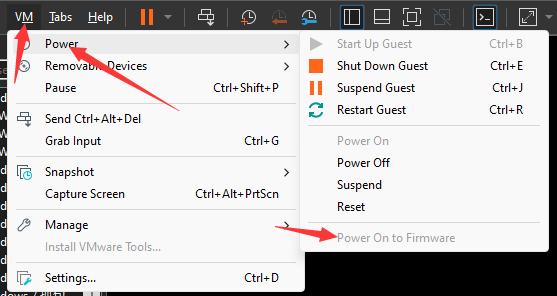 VM Tabs Help
Power
Removable Devices
Pause Ctrl+Shift+P
Send Ctrl+Alt+Del
Grab Input Ctrl+G
Snapshot
Capture Screen Ctrl+Alt+PrtScn
Manage
Install VMware Tools...
Settings... Ctrl+D
Start Up Guest Ctrl+B
Shut Down Guest Ctrl+E
Suspend Guest Ctrl+J
Restart Guest Ctrl+R
Power On
Power Off
Suspend
Reset
Power On to Firmware